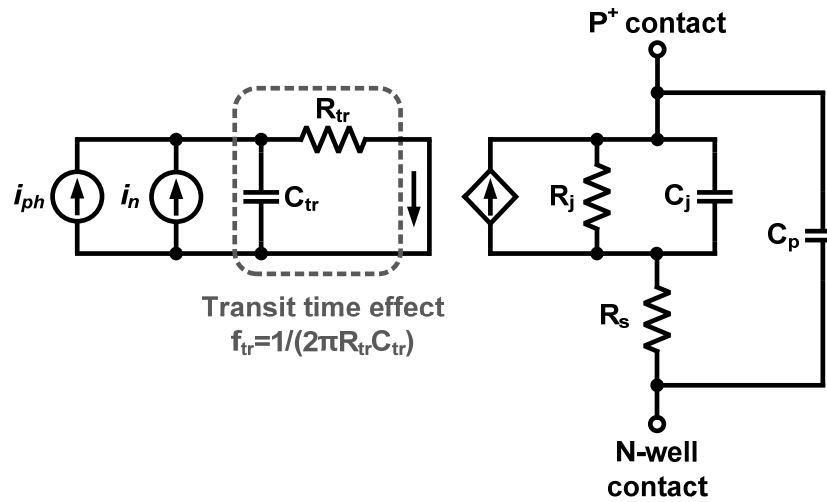 P⁺ contact
R_tr
i_ph
i_n
C_tr
R_j
C_j
C_p
Transit time effect
f_tr=1/(2πR_trC_tr)
R_s
N-well
contact